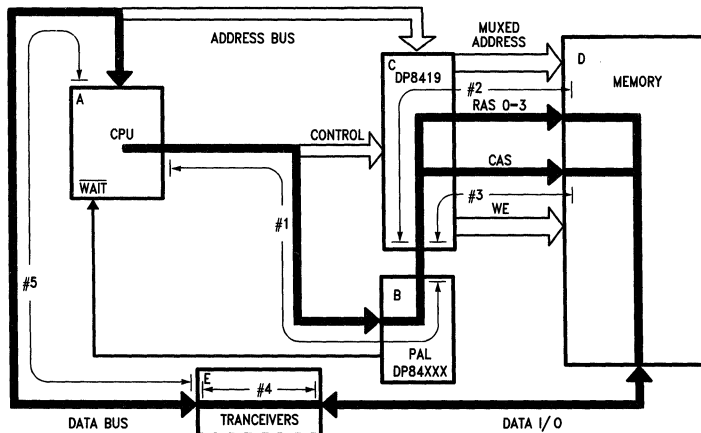 ADDRESS BUS
MUXED
ADDRESS
A
CPU
WAIT
CONTROL
C
DP8419
D
MEMORY
#2
RAS 0-3
CAS
#3
WE
#1
#5
B
PAL
DP84XXX
E
#4
TRANCEIVERS
DATA BUS
DATA I/O